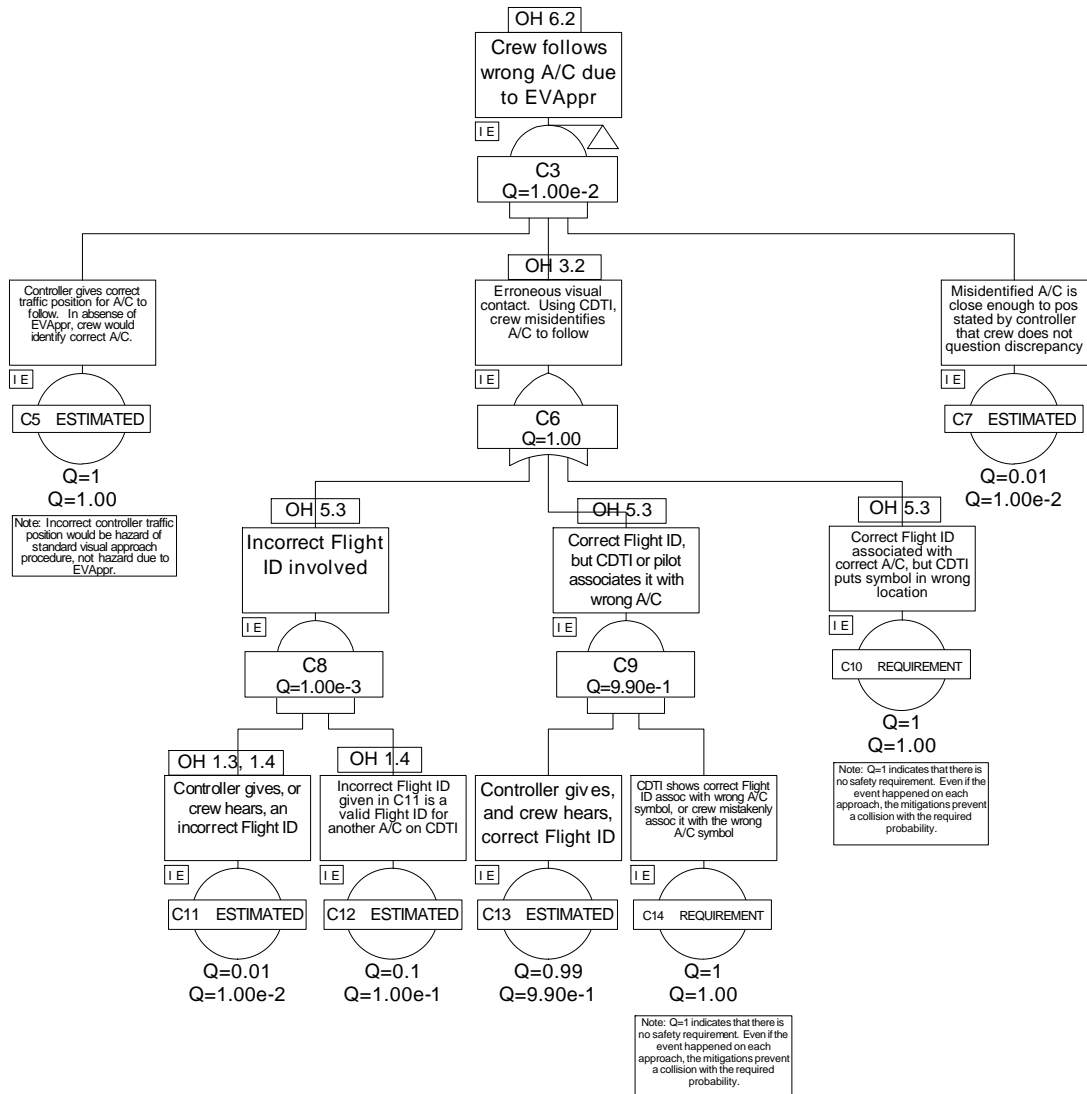 OH 6.2
Crew follows
wrong A/C due
to EVAppr
I E
C3
Q=1.00e-2
Controller gives correct
traffic position for A/C to
follow. In absense of
EVAppr, crew would
identify correct A/C.
I E
C5 ESTIMATED
Q=1
Q=1.00
Note: Incorrect controller traffic
position would be hazard of
standard visual approach
procedure, not hazard due to
EVAppr.
OH 3.2
Erroneous visual
contact. Using CDTI,
crew misidentifies
A/C to follow
I E
C6
Q=1.00
Misidentified A/C is
close enough to pos
stated by controller
that crew does not
question discrepancy
I E
C7 ESTIMATED
Q=0.01
Q=1.00e-2
OH 5.3
Incorrect Flight
ID involved
I E
C8
Q=1.00e-3
OH 5.3
Correct Flight ID,
but CDTI or pilot
associates it with
wrong A/C
I E
C9
Q=9.90e-1
OH 5.3
Correct Flight ID
associated with
correct A/C, but CDTI
puts symbol in wrong
location
I E
C10 REQUIREMENT
Q=1
Q=1.00
Note: Q=1 indicates that there is
no safety requirement. Even if the
event happened on each
approach, the mitigations prevent
a collision with the required
probability.
OH 1.3, 1.4
Controller gives, or
crew hears, an
incorrect Flight ID
I E
C11 ESTIMATED
Q=0.01
Q=1.00e-2
OH 1.4
Incorrect Flight ID
given in C11 is a
valid Flight ID for
another A/C on CDTI
I E
C12 ESTIMATED
Q=0.1
Q=1.00e-1
Controller gives,
and crew hears,
correct Flight ID
I E
C13 ESTIMATED
Q=0.99
Q=9.90e-1
CDTI shows correct Flight
ID assoc with wrong A/C
symbol, or crew mistakenly
assoc it with the wrong
A/C symbol
I E
C14 REQUIREMENT
Q=1
Q=1.00
Note: Q=1 indicates that there is
no safety requirement. Even if the
event happened on each
approach, the mitigations prevent
a collision with the required
probability.